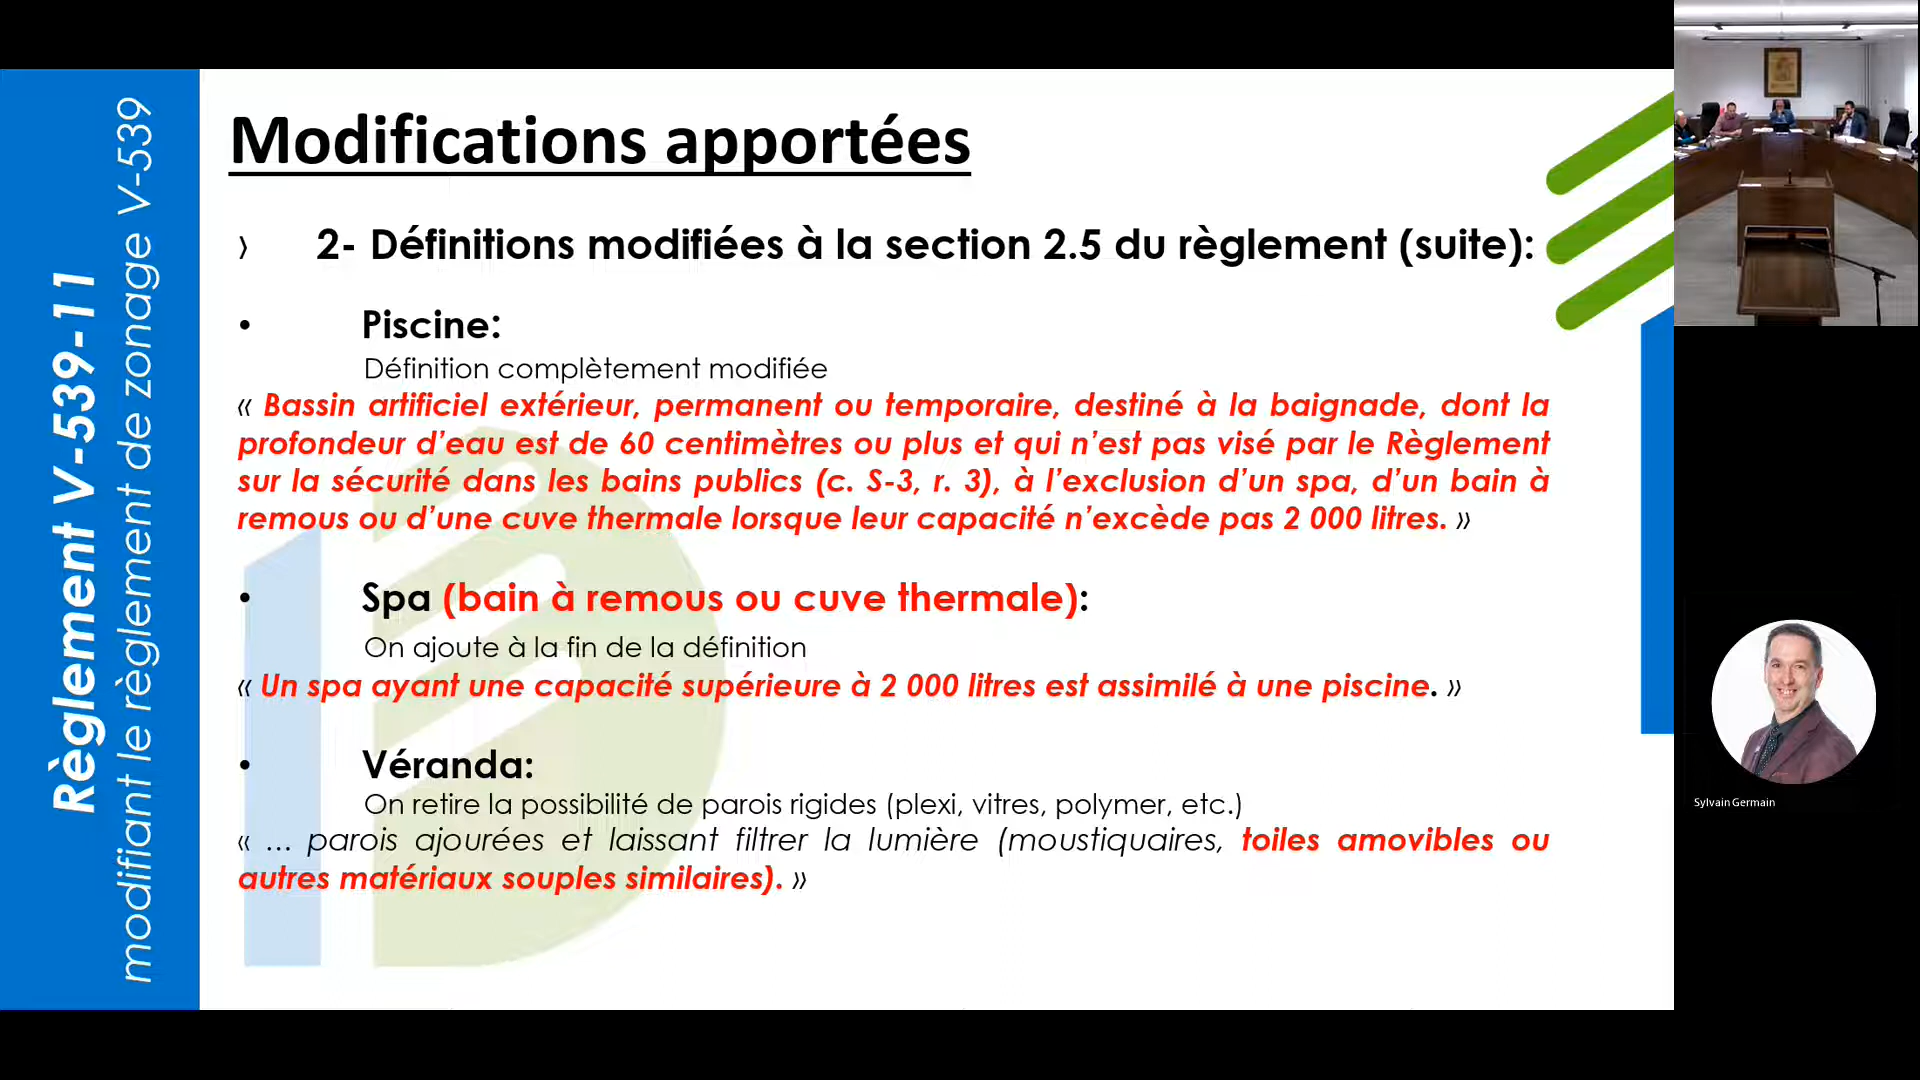 Règlement V-539-11
modifiant le règlement de zonage V-539
Modifications apportées
› 2- Définitions modifiées à la section 2.5 du règlement (suite):
• Piscine:
Définition complètement modifiée
« Bassin artificiel extérieur, permanent ou temporaire, destiné à la baignade, dont la
profondeur d’eau est de 60 centimètres ou plus et qui n’est pas visé par le Règlement
sur la sécurité dans les bains publics (c. S-3, r. 3), à l’exclusion d’un spa, d’un bain à
remous ou d’une cuve thermale lorsque leur capacité n’excède pas 2 000 litres. »
• Spa (bain à remous ou cuve thermale):
On ajoute à la fin de la définition
« Un spa ayant une capacité supérieure à 2 000 litres est assimilé à une piscine. »
• Véranda:
On retire la possibilité de parois rigides (plexi, vitres, polymer, etc.)
« ... parois ajourées et laissant filtrer la lumière (moustiquaires, toiles amovibles ou
autres matériaux souples similaires). »
Sylvain Germain